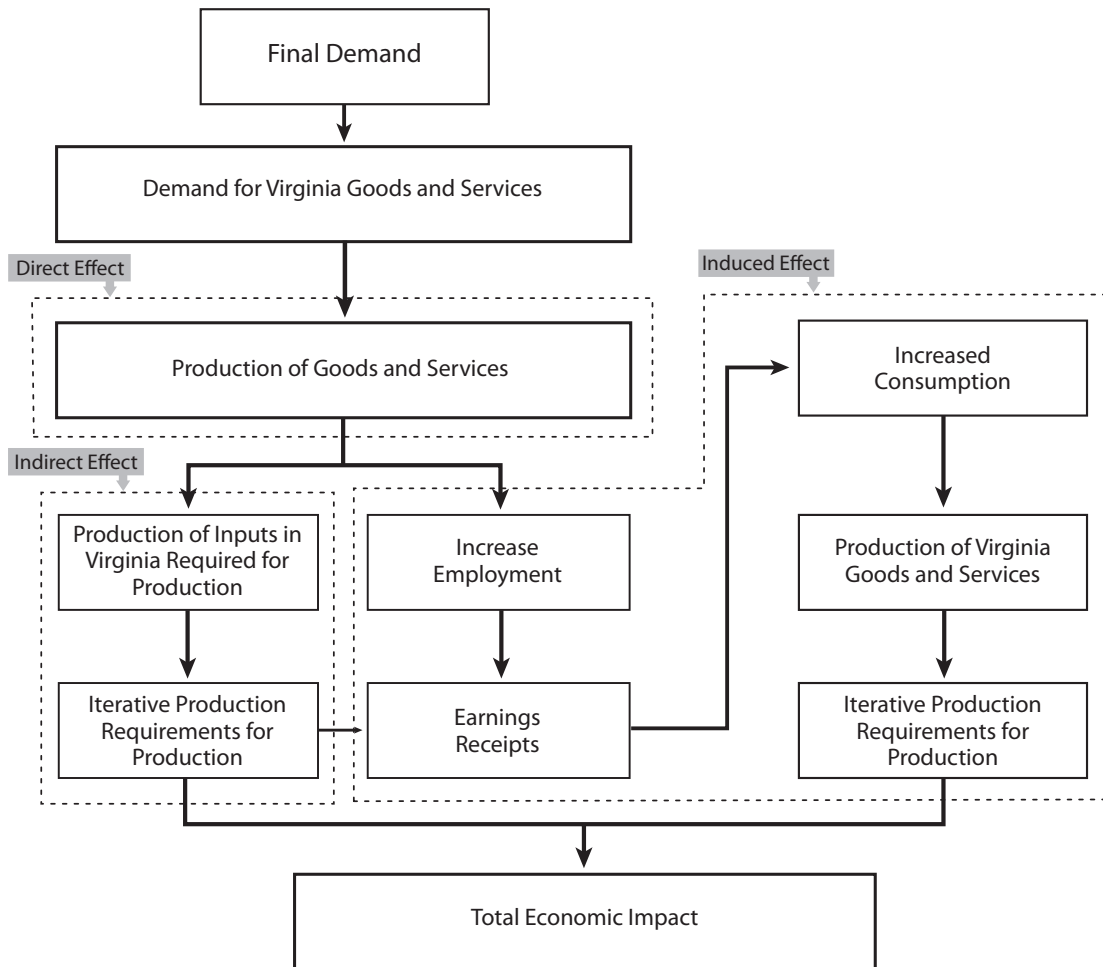 Final Demand
Demand for Virginia Goods and Services
Direct Effect
Production of Goods and Services
Indirect Effect
Production of Inputs in
Virginia Required for
Production
Iterative Production
Requirements for
Production
Increase
Employment
Earnings
Receipts
Induced Effect
Increased
Consumption
Production of Virginia
Goods and Services
Iterative Production
Requirements for
Production
Total Economic Impact